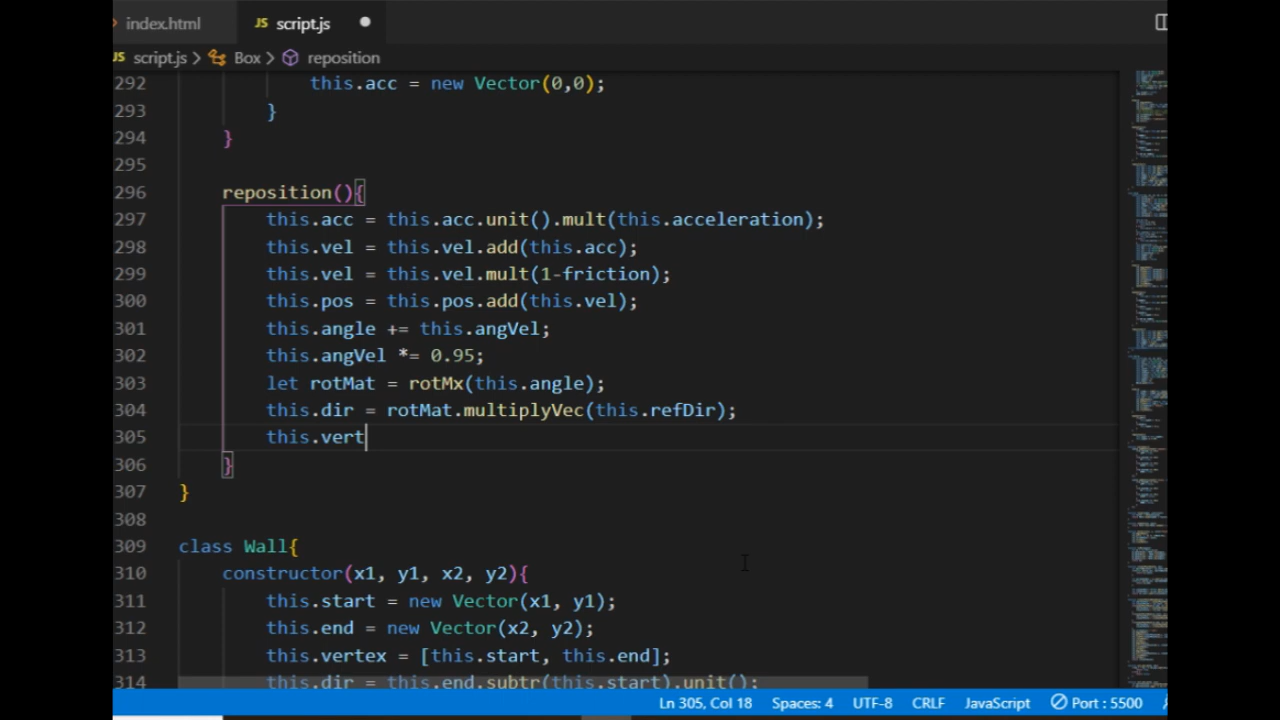 index.html
JS script.js
JS script.js > Box > reposition
292 this.acc = new Vector(0,0);
293 }
294 }
295
296 reposition(){
297 this.acc = this.acc.unit().mult(this.acceleration);
298 this.vel = this.vel.add(this.acc);
299 this.vel = this.vel.mult(1-friction);
300 this.pos = this.pos.add(this.vel);
301 this.angle += this.angVel;
302 this.angVel *= 0.95;
303 let rotMat = rotMx(this.angle);
304 this.dir = rotMat.multiplyVec(this.refDir);
305 this.vert
306 }
307 }
308
309 class Wall{
310 constructor(x1, y1, x2, y2){
311 this.start = new Vector(x1, y1);
312 this.end = new Vector(x2, y2);
313 this.vertex = [this.start, this.end];
314 this.dir = this.end.subtr(this.start).unit();
Ln 305, Col 18 Spaces: 4 UTF-8 CRLF JavaScript Port : 5500